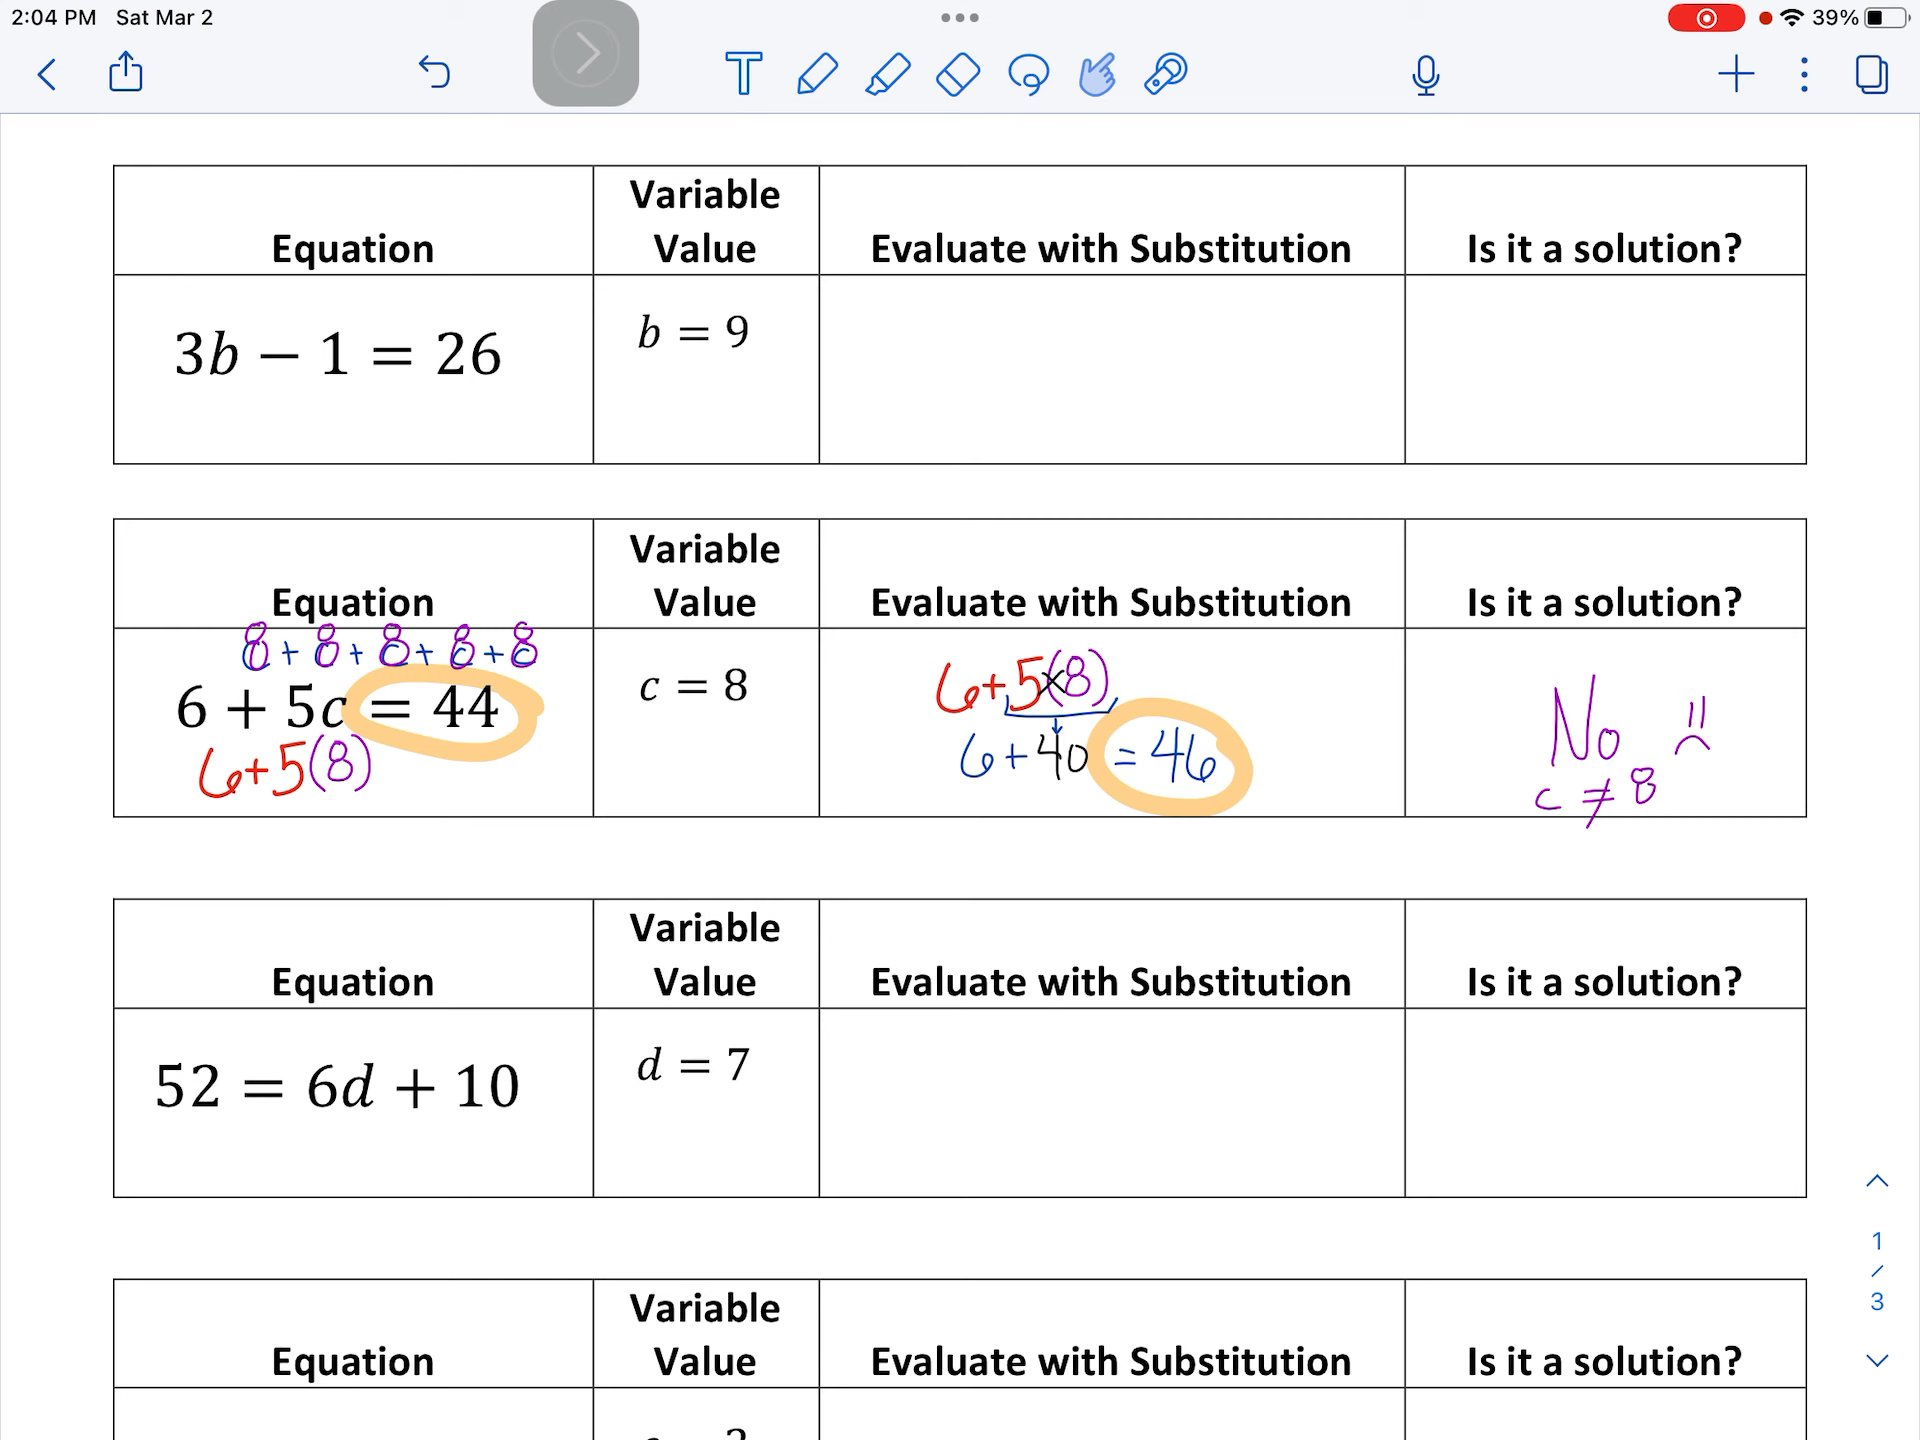 2:04 PM Sat Mar 2
39%
T
Variable
Equation Value Evaluate with Substitution Is it a solution?
3b − 1 = 26 b = 9
Variable
Equation Value Evaluate with Substitution Is it a solution?
8 + 8 + 8 + 8 + 8
6 + 5c = 44 c = 8 6+5×(8) No
6+5(8) 6+40 = 46 c ≠ 8
Variable
Equation Value Evaluate with Substitution Is it a solution?
52 = 6d + 10 d = 7
1
/
3
Variable
Equation Value Evaluate with Substitution Is it a solution?